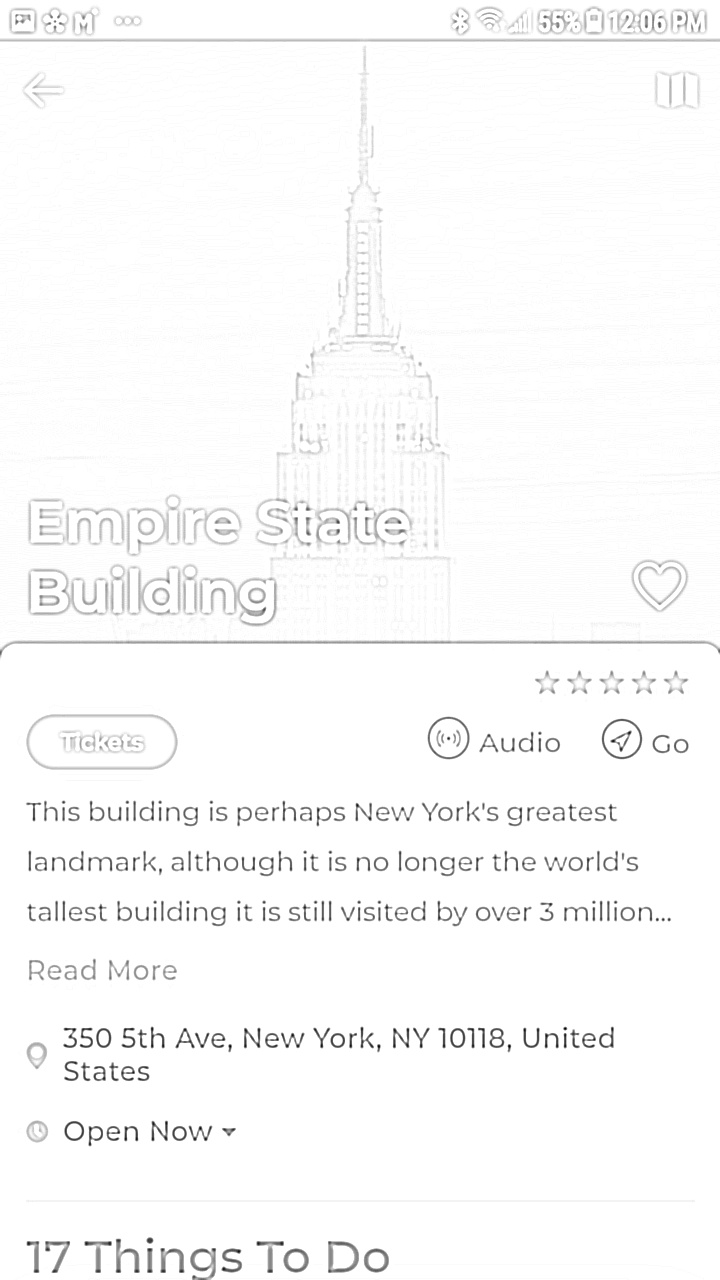 55% 12:06 PM
Empire State
Building
Tickets
Audio
Go
This building is perhaps New York's greatest
landmark, although it is no longer the world's
tallest building it is still visited by over 3 million...
Read More
350 5th Ave, New York, NY 10118, United
States
Open Now
17 Things To Do